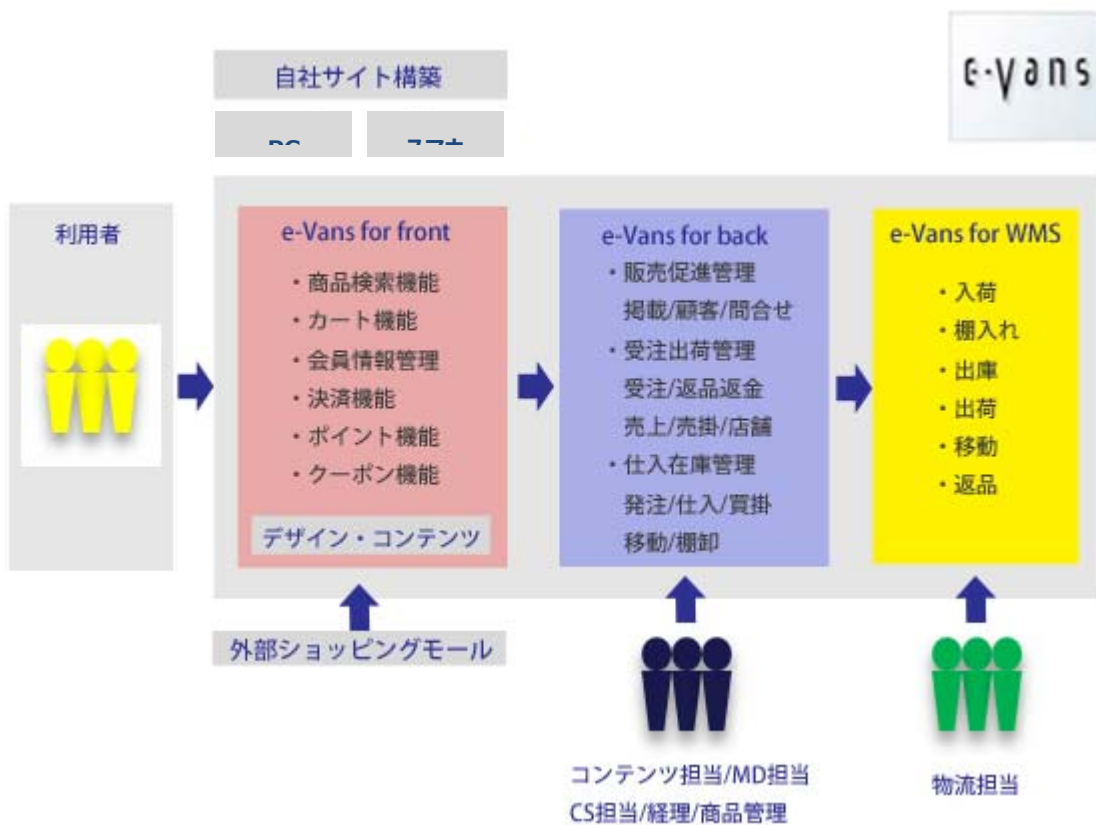 自社サイト構築
e-vans
利用者
e-Vans for front
・商品検索機能
・カート機能
・会員情報管理
・決済機能
・ポイント機能
・クーポン機能
デザイン・コンテンツ
e-Vans for back
・販売促進管理
掲載/顧客/問合せ
・受注出荷管理
受注/返品返金
売上/売掛/店舗
・仕入在庫管理
発注/仕入/買掛
移動/棚卸
e-Vans for WMS
・入荷
・棚入れ
・出庫
・出荷
・移動
・返品
外部ショッピングモール
コンテンツ担当/MD担当
CS担当/経理/商品管理
物流担当